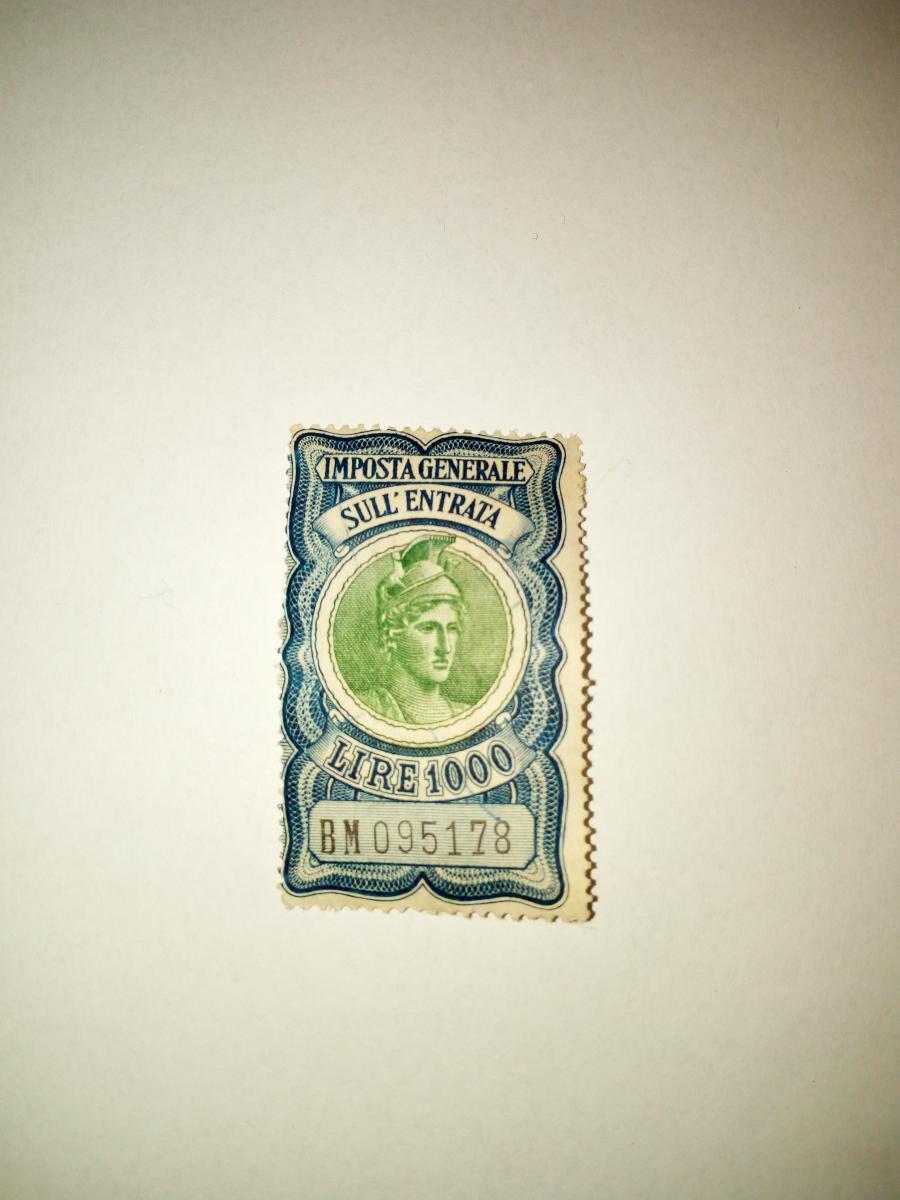 IMPOSTA GENERALE
SULL'ENTRATA
LIRE 1000
BM 095178